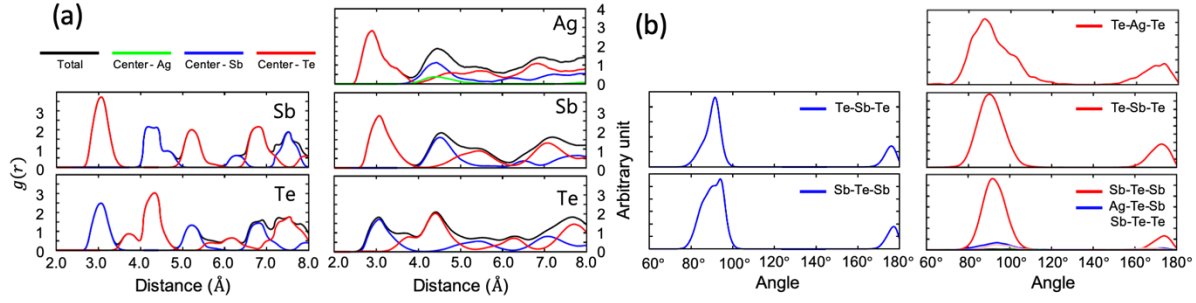 (a)
Total
Center - Ag
Center - Sb
Center - Te
Ag
4
3
2
1
0
Sb
3
2
1
0
Sb
3
2
1
0
Te
3
2
1
0
Te
3
2
1
0
g(r)
2.0 3.0 4.0 5.0 6.0 7.0 8.0
2.0 3.0 4.0 5.0 6.0 7.0 8.0
Distance (Å)
Distance (Å)
(b)
Te-Ag-Te
Te-Sb-Te
Te-Sb-Te
Sb-Te-Sb
Sb-Te-Sb
Ag-Te-Sb
Sb-Te-Te
Arbitrary unit
60° 80° 100° 120° 140° 160° 180°
60° 80° 100° 120° 140° 160° 180°
Angle
Angle